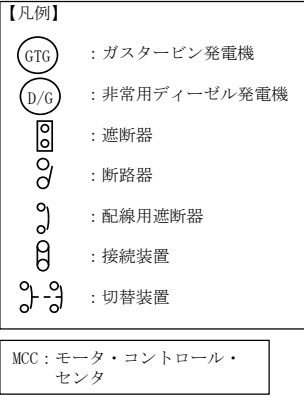 【凡例】
GTG ：ガスタービン発電機
D/G ：非常用ディーゼル発電機
：遮断器
：断路器
：配線用遮断器
：接続装置
：切替装置
MCC：モータ・コントロール・
センタ